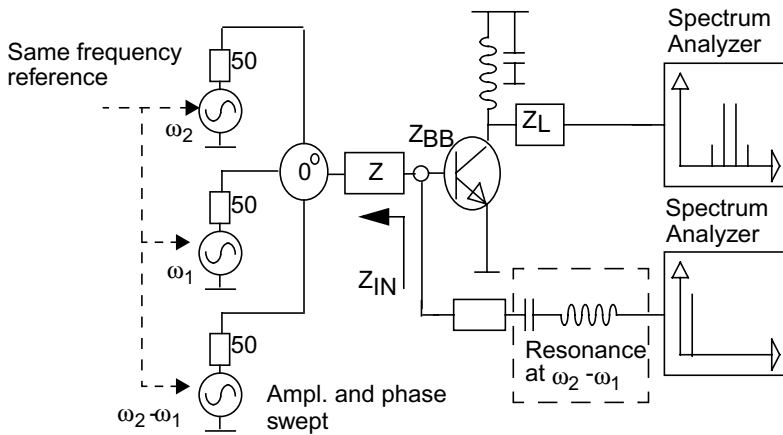 Same frequency
reference
50
ω2
50
ω1
50
ω2-ω1
Ampl. and phase
swept
0°
Z
ZIN
ZBB
ZL
Spectrum
Analyzer
Spectrum
Analyzer
Resonance
at ω2-ω1